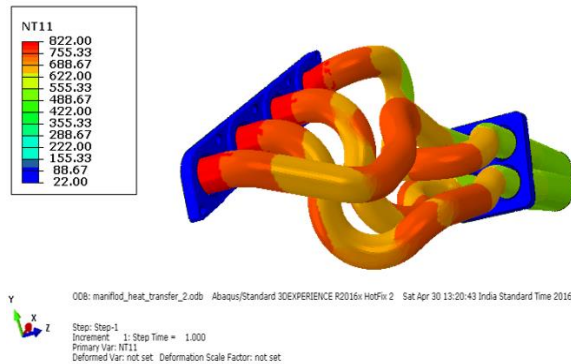 NT11
822.00
755.33
688.67
622.00
555.33
488.67
422.00
355.33
288.67
222.00
155.33
88.67
22.00
ODB: maniflod_heat_transfer_2.odb Abaqus/Standard 3DEXPERIENCE R2016x HotFix 2 Sat Apr 30 13:20:43 India Standard Time 2016
Y
X
Z
Step: Step-1
Increment 1: Step Time = 1.000
Primary Var: NT11
Deformed Var: not set Deformation Scale Factor: not set